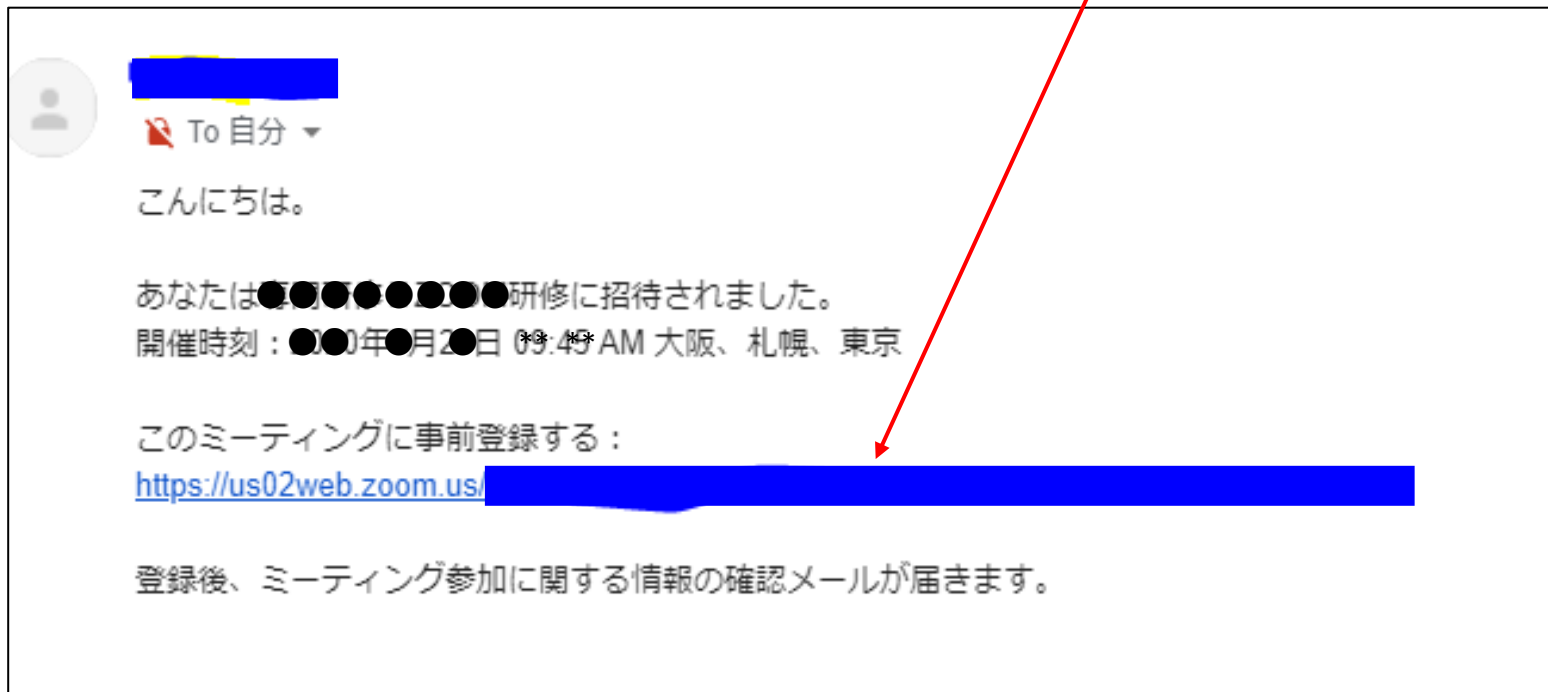 To 自分
こんにちは。
あなたは●●●●●●●●研修に招待されました。
開催時刻:●●0年●月2●日 **:** AM 大阪、札幌、東京
このミーティングに事前登録する:
https://us02web.zoom.us/
登録後、ミーティング参加に関する情報の確認メールが届きます。